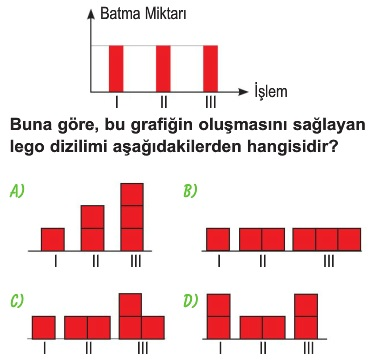 Batma Miktarı
I II III
İşlem
Buna göre, bu grafiğin oluşmasını sağlayan
lego dizilimi aşağıdakilerden hangisidir?
A)
I II III
B)
I II III
C)
I II III
D)
I II III